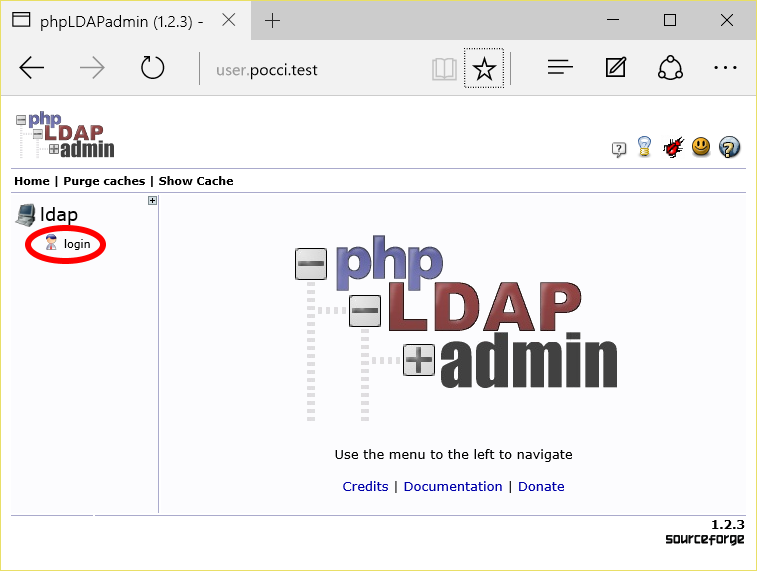 phpLDAPadmin (1.2.3) -
user.pocci.test
php
LDAP
admin
Home | Purge caches | Show Cache
ldap
login
php
LDAP
admin
Use the menu to the left to navigate
Credits | Documentation | Donate
1.2.3
sourceforge